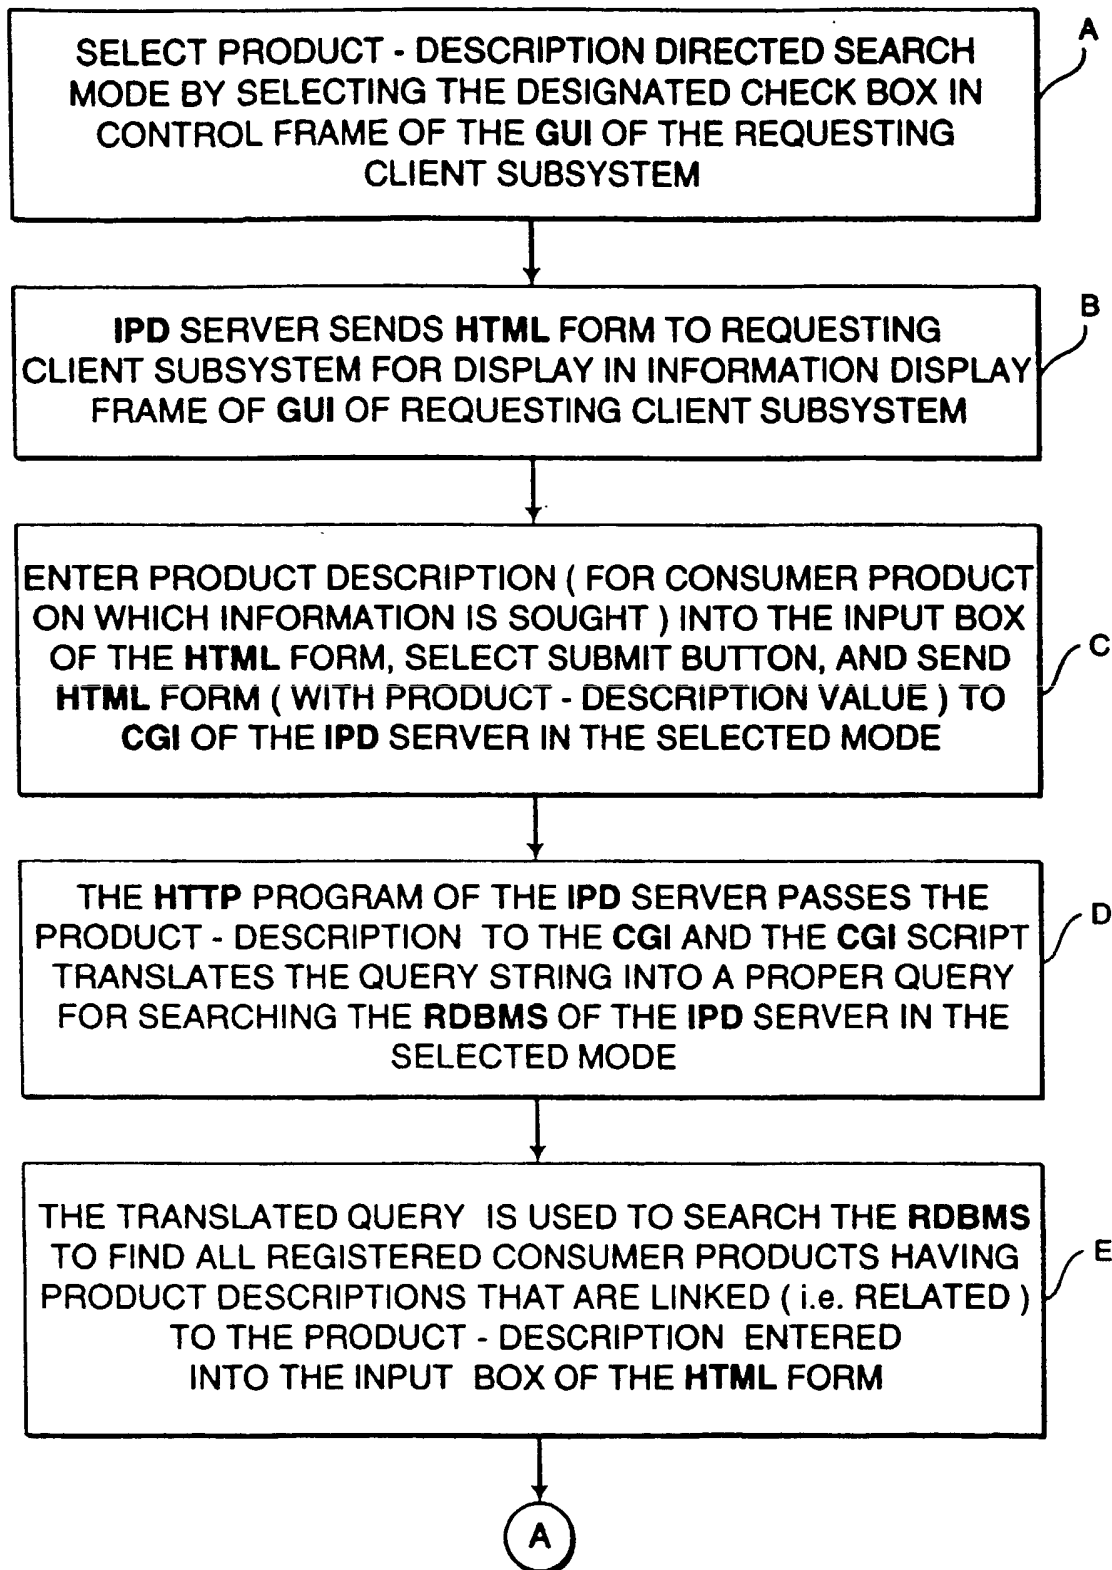 SELECT PRODUCT - DESCRIPTION DIRECTED SEARCH
MODE BY SELECTING THE DESIGNATED CHECK BOX IN
CONTROL FRAME OF THE GUI OF THE REQUESTING
CLIENT SUBSYSTEM
A
IPD SERVER SENDS HTML FORM TO REQUESTING
CLIENT SUBSYSTEM FOR DISPLAY IN INFORMATION DISPLAY
FRAME OF GUI OF REQUESTING CLIENT SUBSYSTEM
B
ENTER PRODUCT DESCRIPTION ( FOR CONSUMER PRODUCT
ON WHICH INFORMATION IS SOUGHT ) INTO THE INPUT BOX
OF THE HTML FORM, SELECT SUBMIT BUTTON, AND SEND
HTML FORM ( WITH PRODUCT - DESCRIPTION VALUE ) TO
CGI OF THE IPD SERVER IN THE SELECTED MODE
C
THE HTTP PROGRAM OF THE IPD SERVER PASSES THE
PRODUCT - DESCRIPTION TO THE CGI AND THE CGI SCRIPT
TRANSLATES THE QUERY STRING INTO A PROPER QUERY
FOR SEARCHING THE RDBMS OF THE IPD SERVER IN THE
SELECTED MODE
D
THE TRANSLATED QUERY IS USED TO SEARCH THE RDBMS
TO FIND ALL REGISTERED CONSUMER PRODUCTS HAVING
PRODUCT DESCRIPTIONS THAT ARE LINKED ( i.e. RELATED )
TO THE PRODUCT - DESCRIPTION ENTERED
INTO THE INPUT BOX OF THE HTML FORM
E
A